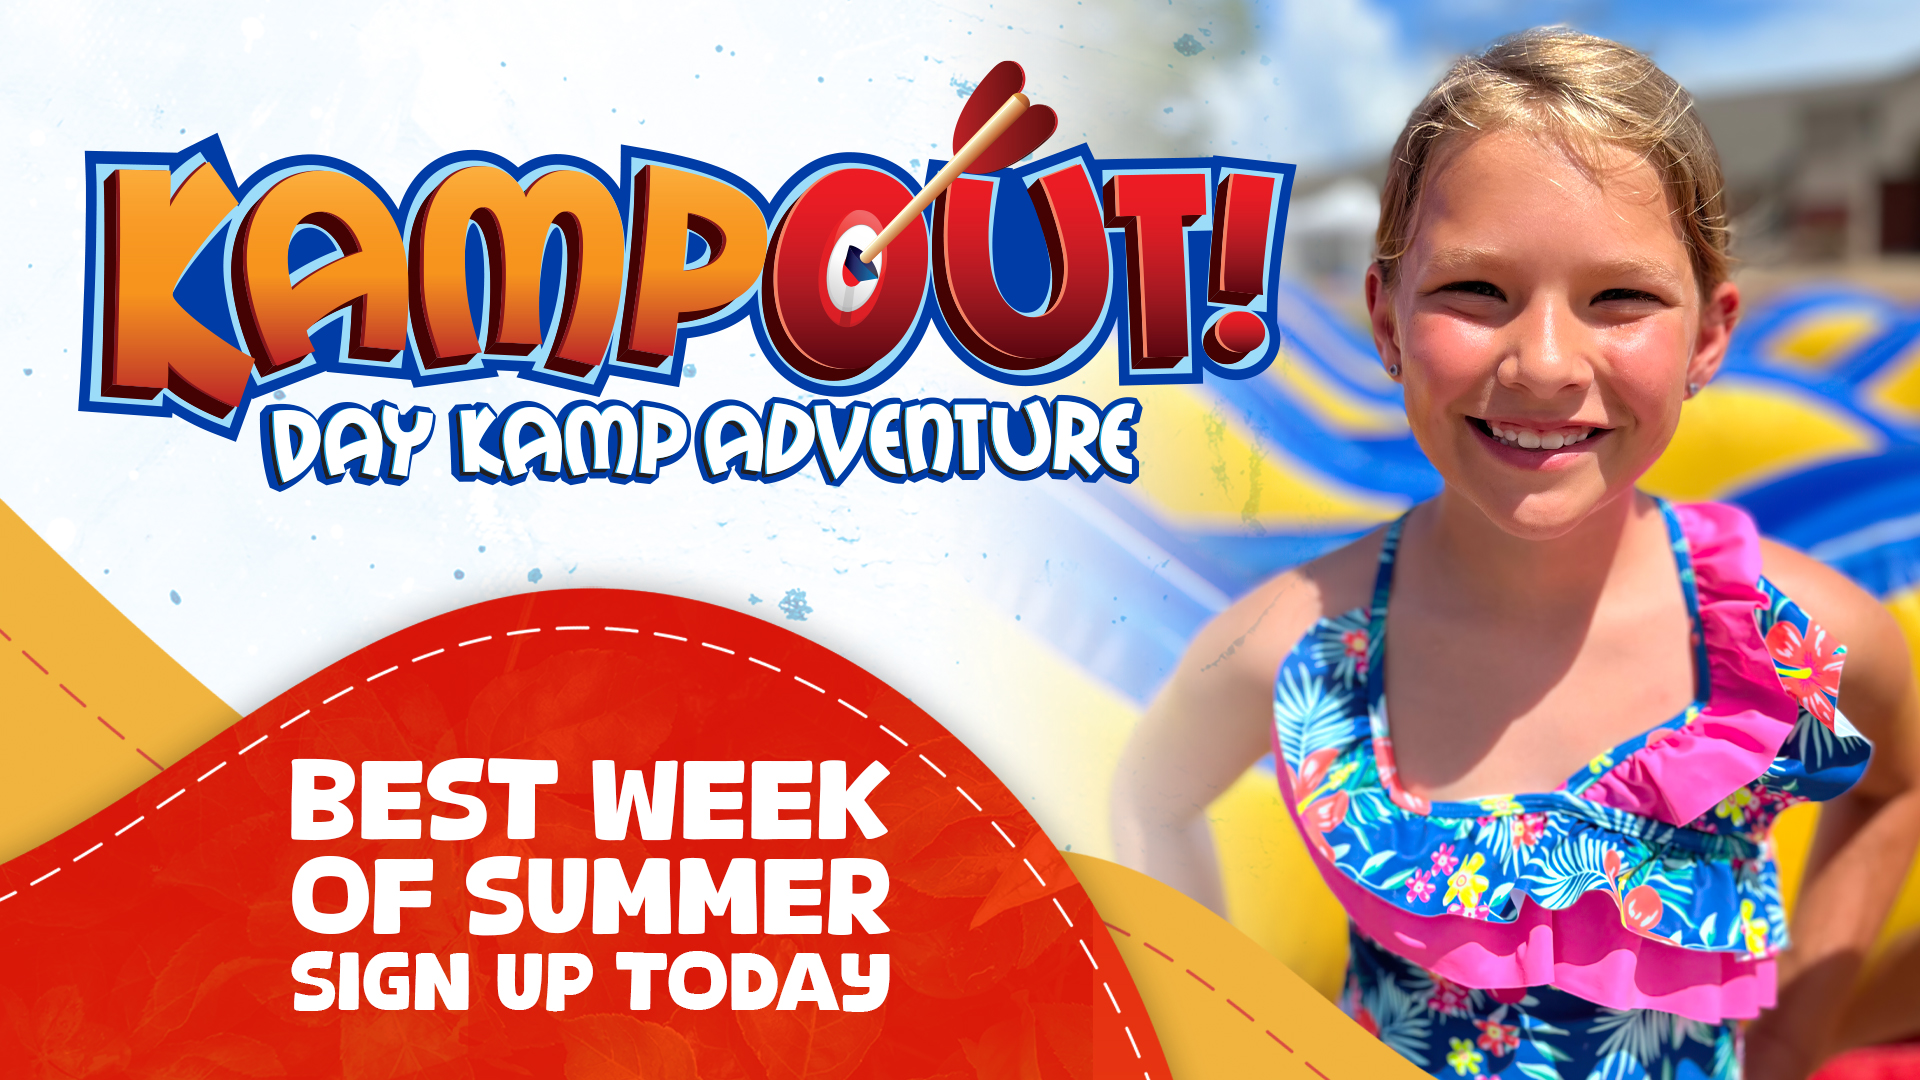 KAMPOUT!
DAY KAMP ADVENTURE
BEST WEEK
OF SUMMER
SIGN UP TODAY